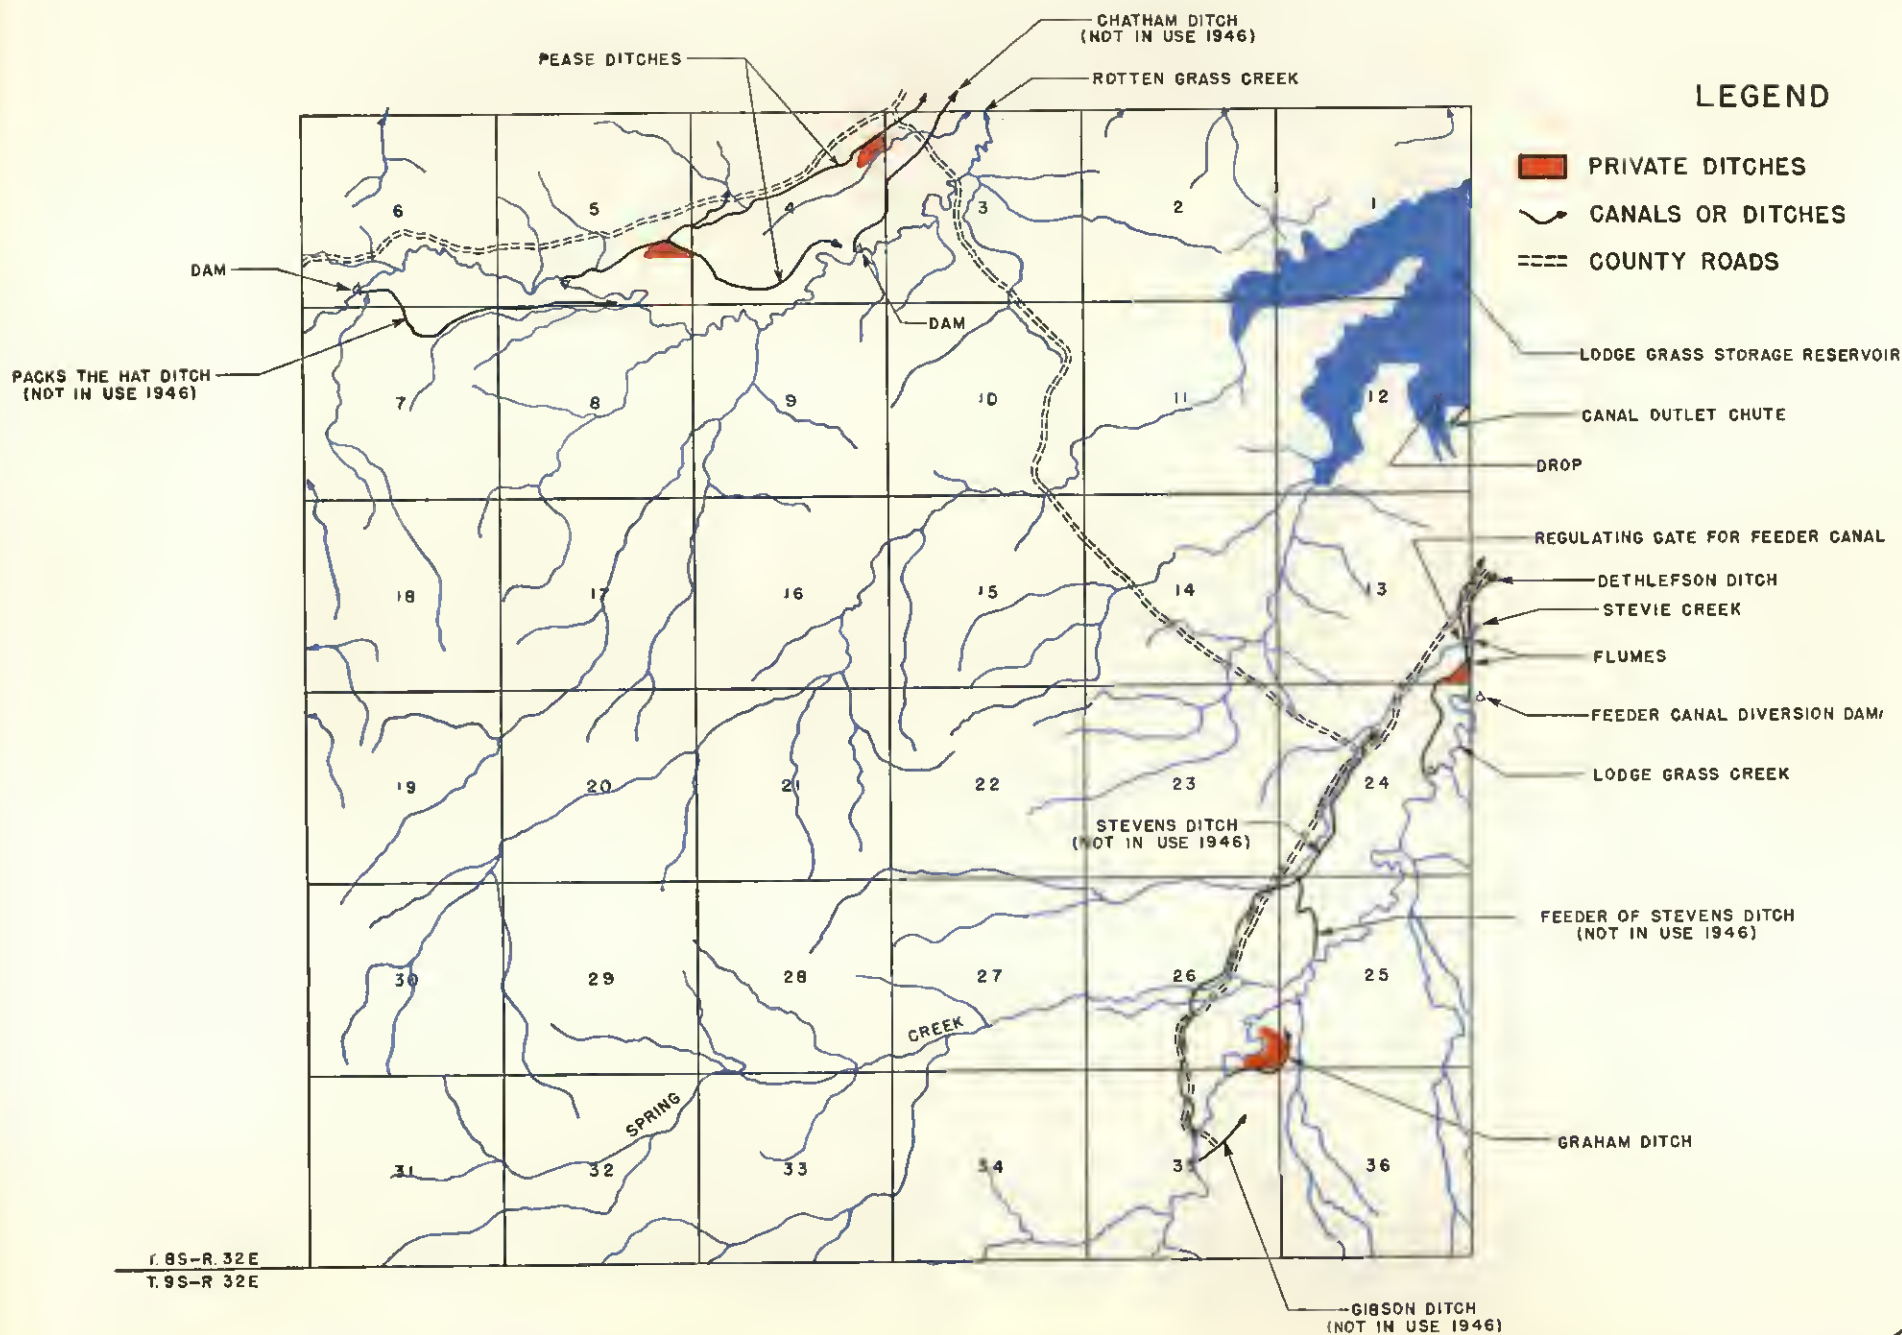 CHATHAM DITCH
(NOT IN USE 1946)
PEASE DITCHES
ROTTEN GRASS CREEK
LEGEND
PRIVATE DITCHES
CANALS OR DITCHES
COUNTY ROADS
6
5
4
3
2
1
DAM
DAM
PACKS THE HAT DITCH
(NOT IN USE 1946)
LODGE GRASS STORAGE RESERVOIR
7
8
9
10
11
12
CANAL OUTLET CHUTE
DROP
REGULATING GATE FOR FEEDER CANAL
DETHLEFSON DITCH
STEVIE CREEK
FLUMES
18
17
16
15
14
13
FEEDER CANAL DIVERSION DAM
LODGE GRASS CREEK
19
20
21
22
23
24
STEVENS DITCH
(NOT IN USE 1946)
FEEDER OF STEVENS DITCH
(NOT IN USE 1946)
30
29
28
27
26
25
CREEK
SPRING
GRAHAM DITCH
31
32
33
34
35
36
T. 8S-R. 32E
T. 9S-R 32E
GIBSON DITCH
(NOT IN USE 1946)